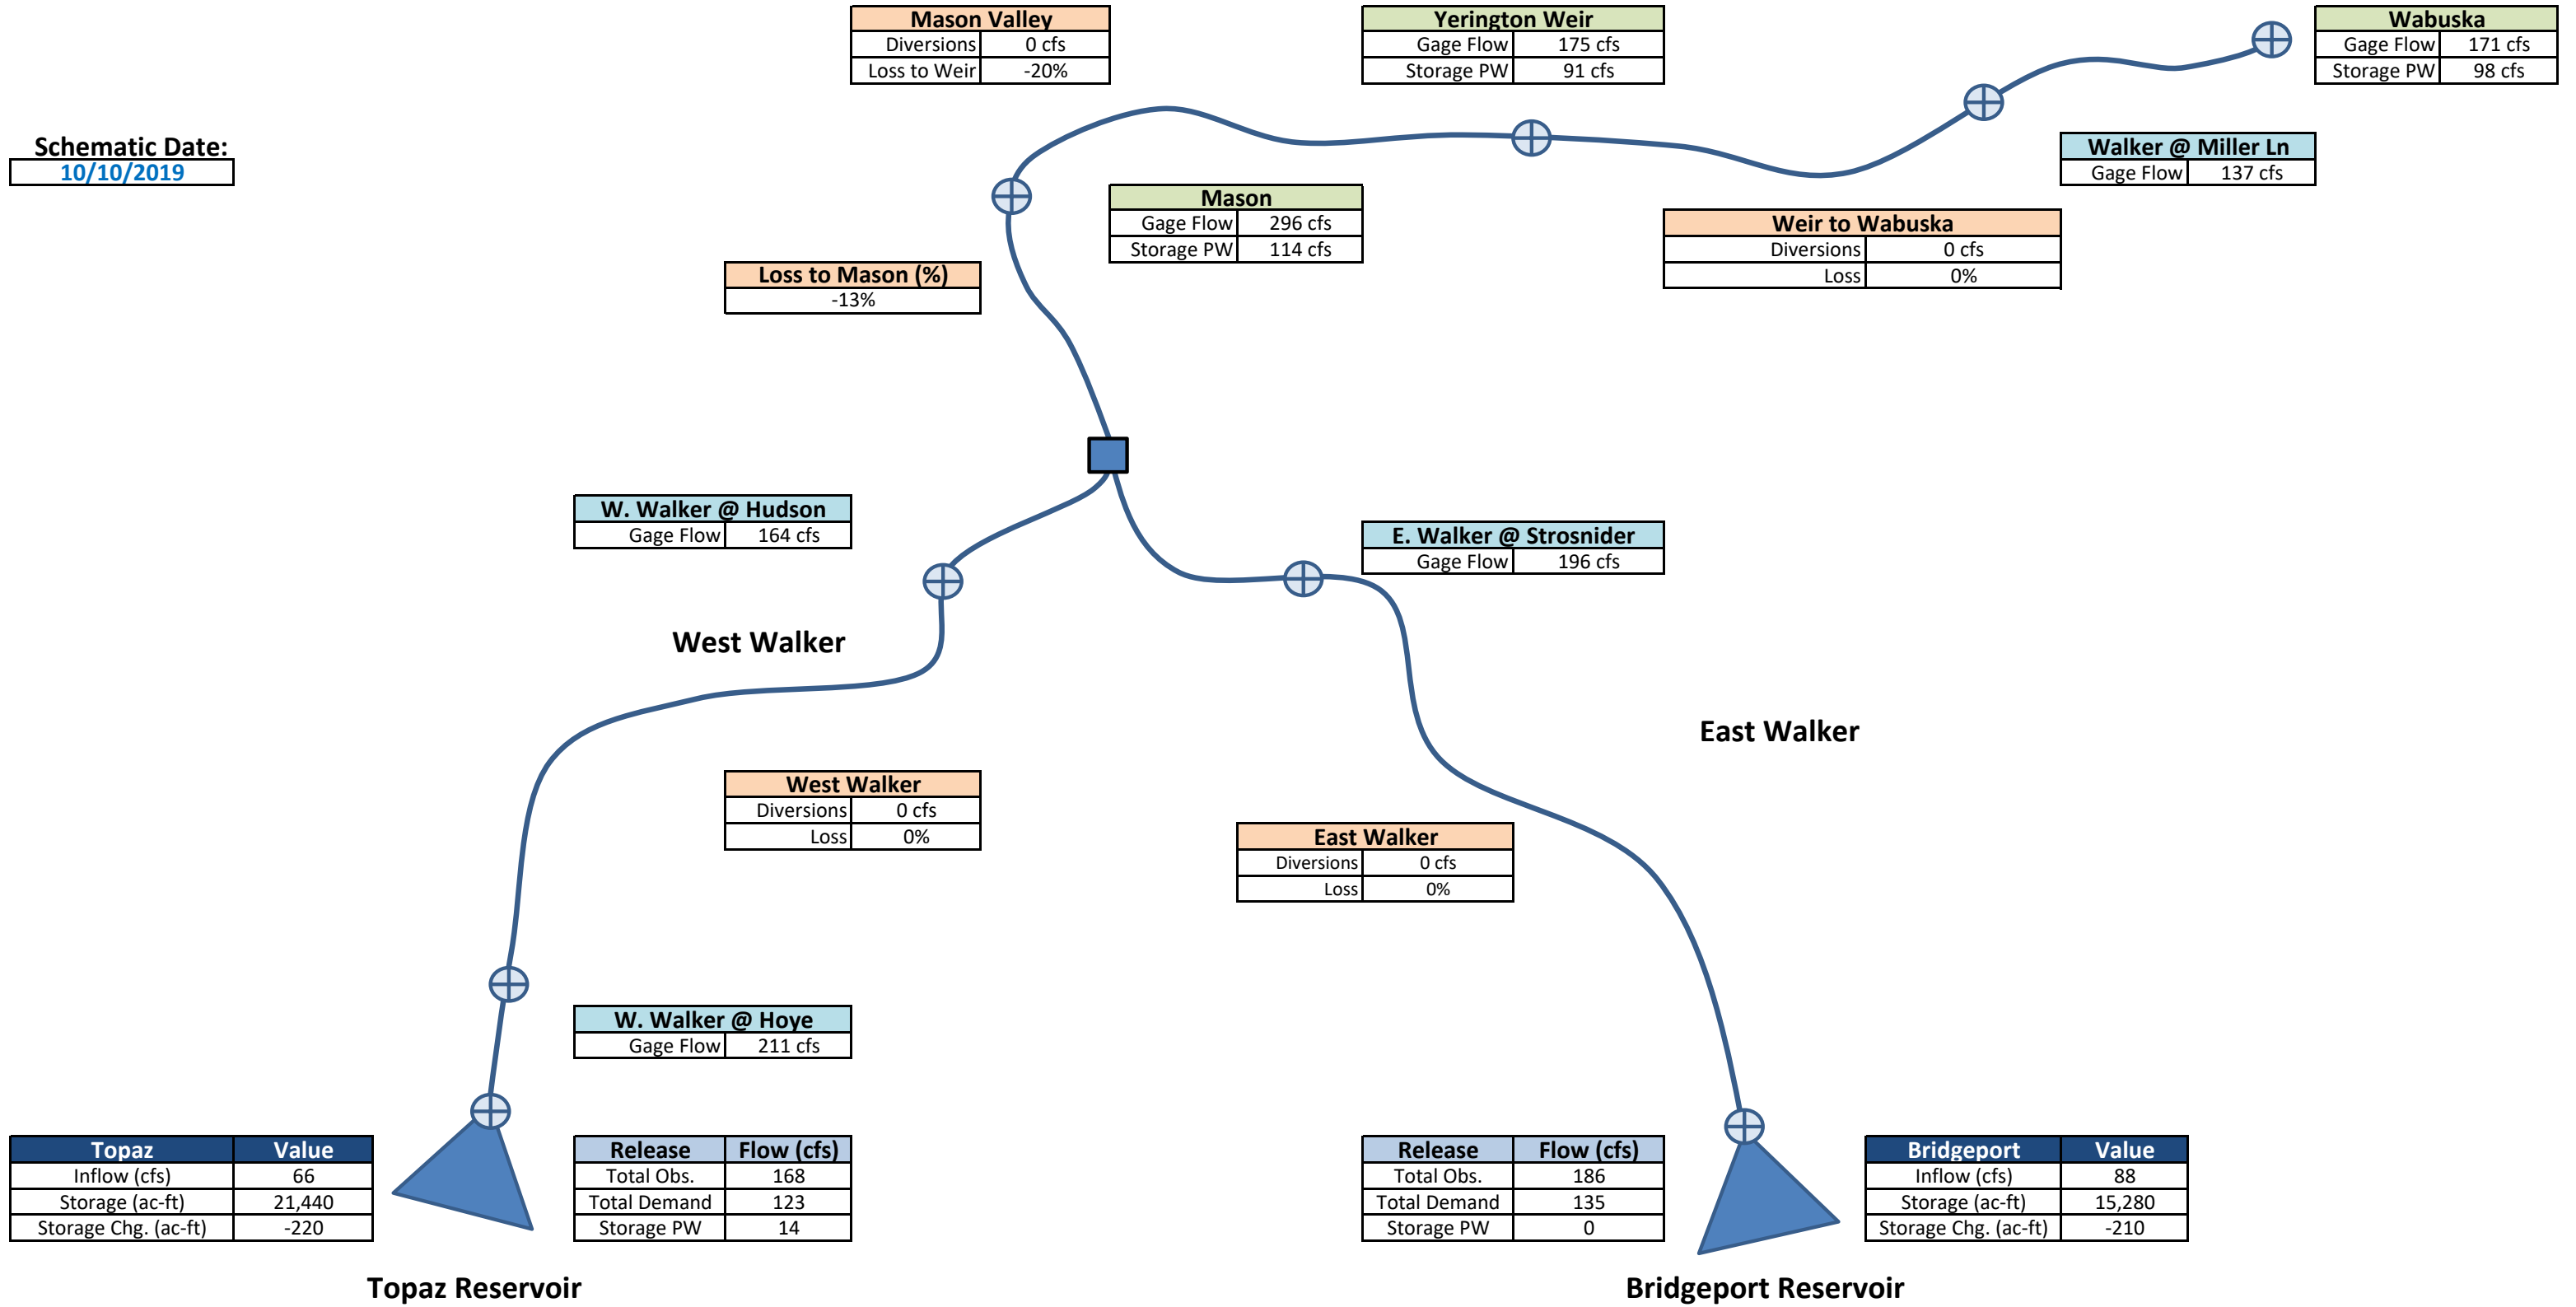 Mason Valley
Diversions 0 cfs
Loss to Weir -20%
Yerington Weir
Gage Flow 175 cfs
Storage PW 91 cfs
Wabuska
Gage Flow 171 cfs
Storage PW 98 cfs
Schematic Date:
10/10/2019
Walker @ Miller Ln
Gage Flow 137 cfs
Mason
Gage Flow 296 cfs
Storage PW 114 cfs
Weir to Wabuska
Diversions 0 cfs
Loss 0%
Loss to Mason (%)
-13%
W. Walker @ Hudson
Gage Flow 164 cfs
E. Walker @ Strosnider
Gage Flow 196 cfs
West Walker
East Walker
West Walker
Diversions 0 cfs
Loss 0%
East Walker
Diversions 0 cfs
Loss 0%
W. Walker @ Hoye
Gage Flow 211 cfs
Topaz Value
Inflow (cfs) 66
Storage (ac-ft) 21,440
Storage Chg. (ac-ft) -220
Release Flow (cfs)
Total Obs. 168
Total Demand 123
Storage PW 14
Release Flow (cfs)
Total Obs. 186
Total Demand 135
Storage PW 0
Bridgeport Value
Inflow (cfs) 88
Storage (ac-ft) 15,280
Storage Chg. (ac-ft) -210
Topaz Reservoir
Bridgeport Reservoir